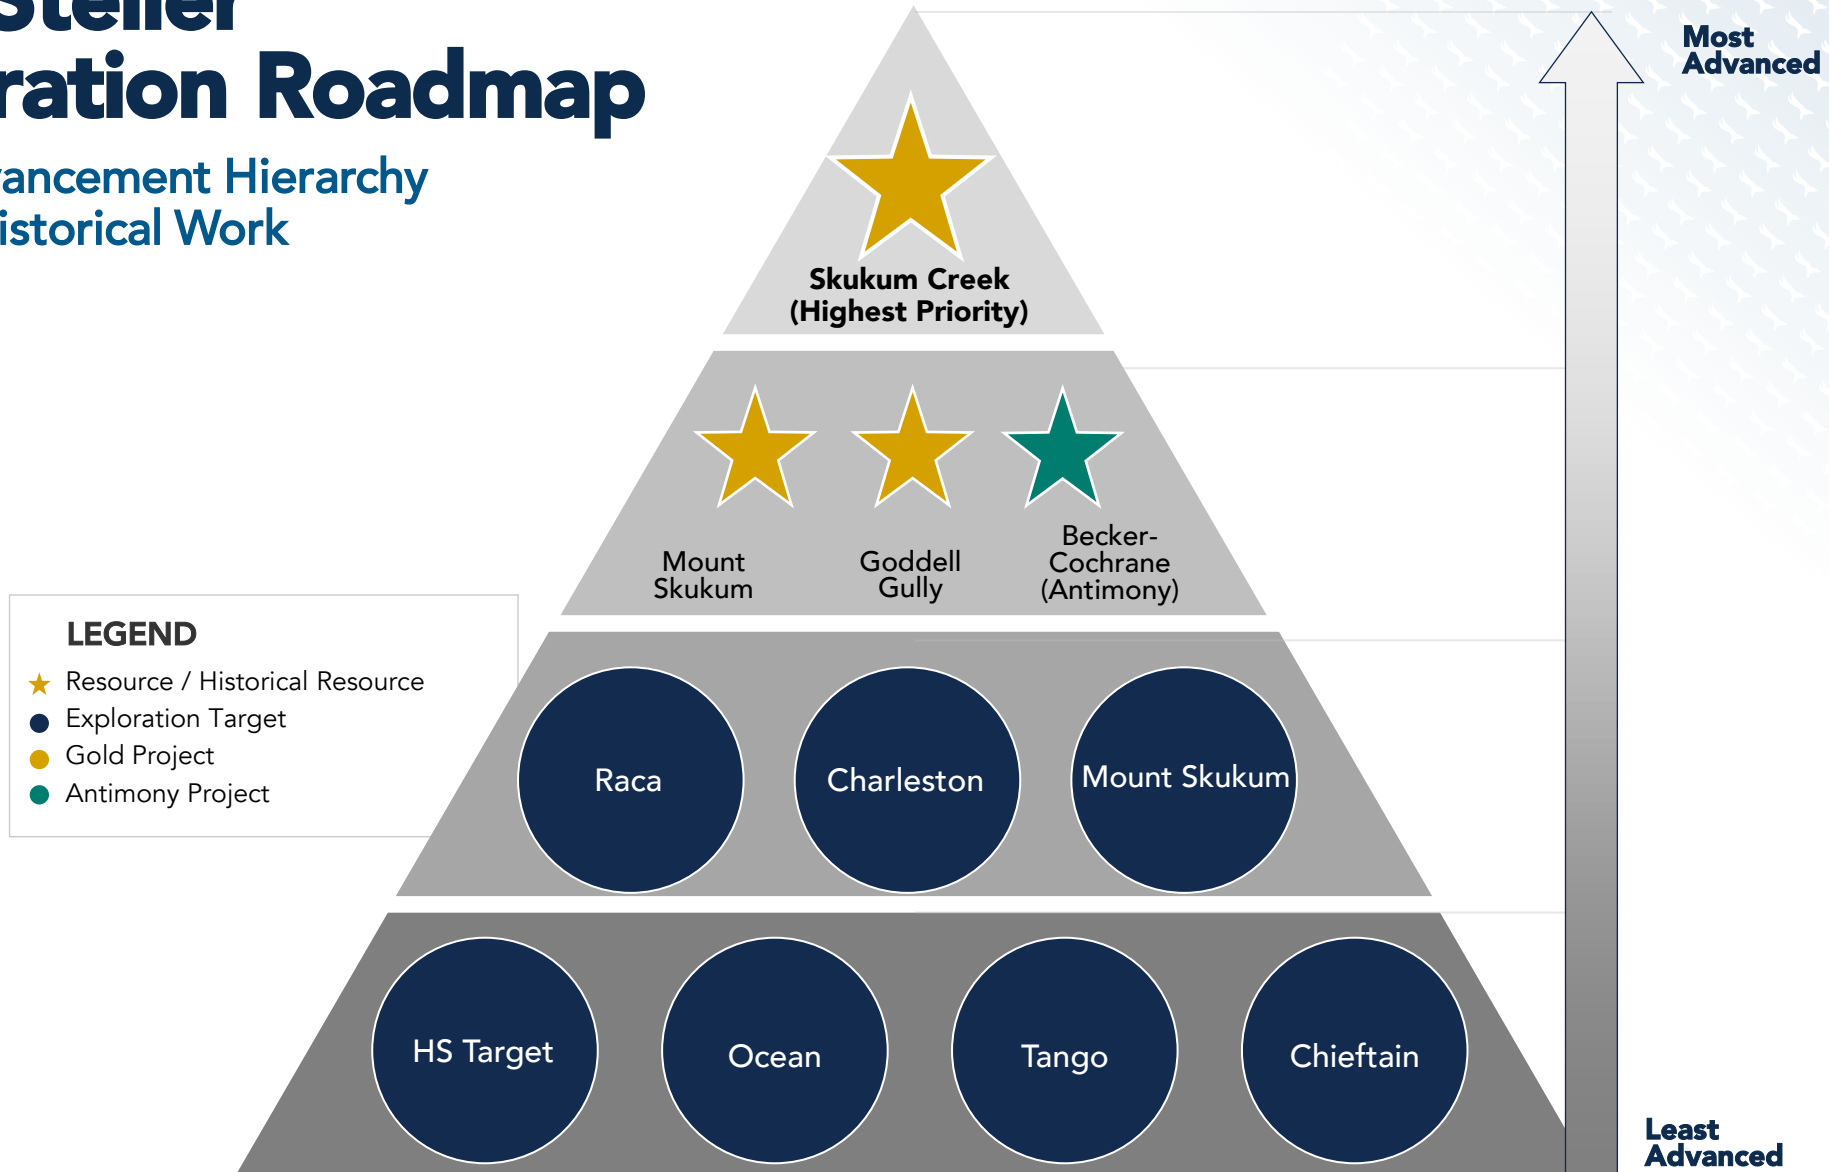 Steller
ration Roadmap
vancement Hierarchy
istorical Work
Most
Advanced
Skukum Creek
(Highest Priority)
Mount
Skukum
Goddell
Gully
Becker-
Cochrane
(Antimony)
LEGEND
Resource / Historical Resource
Exploration Target
Gold Project
Antimony Project
Raca
Charleston
Mount Skukum
HS Target
Ocean
Tango
Chieftain
Least
Advanced